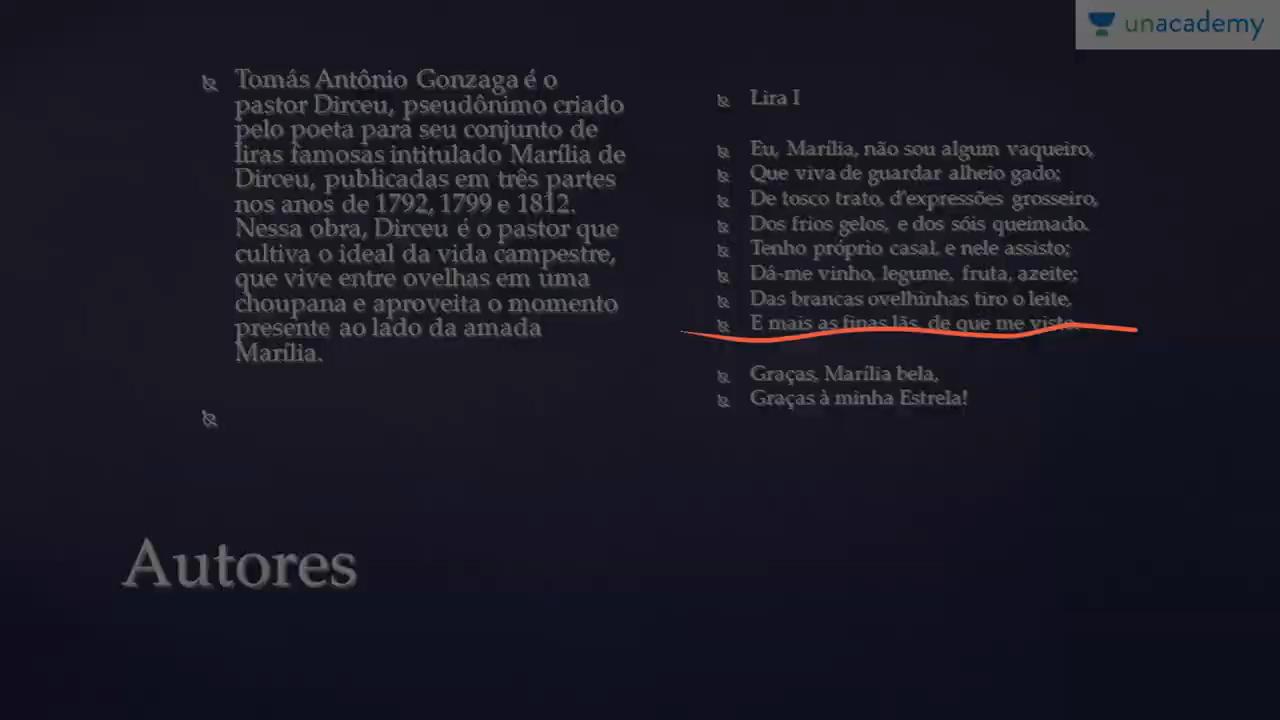 unacademy
Tomás Antônio Gonzaga é o
pastor Dirceu, pseudônimo criado
pelo poeta para seu conjunto de
liras famosas intitulado Marília de
Dirceu, publicadas em três partes
nos anos de 1792, 1799 e 1812.
Nessa obra, Dirceu é o pastor que
cultiva o ideal da vida campestre,
que vive entre ovelhas em uma
choupana e aproveita o momento
presente ao lado da amada
Marília.
Lira I
Eu, Marília, não sou algum vaqueiro,
Que viva de guardar alheio gado;
De tosco trato, d'expressões grosseiro,
Dos frios gelos, e dos sóis queimado.
Tenho próprio casal, e nele assisto;
Dá-me vinho, legume, fruta, azeite;
Das brancas ovelhinhas tiro o leite,
E mais as finas lãs, de que me visto.
Graças, Marília bela,
Graças à minha Estrela!
Autores